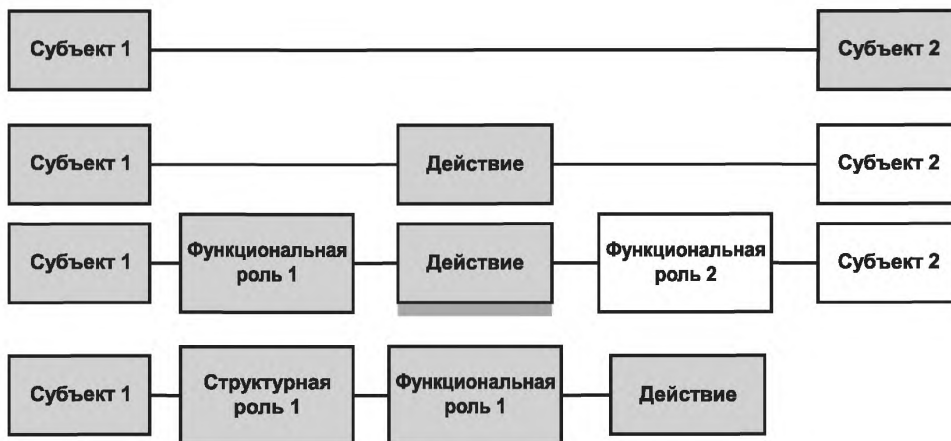 Субъект 1
Субъект 2
Субъект 1
Действие
Субъект 2
Субъект 1
Функциональная
роль 1
Действие
Функциональная
роль 2
Субъект 2
Субъект 1
Структурная
роль 1
Функциональная
роль 1
Действие